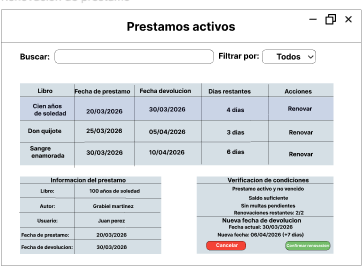 Renovación de préstamo
Prestamos activos
Buscar:
Filtrar por: Todos
Libro Fecha de prestamo Fecha devolucion Dias restantes Acciones
Cien años de soledad 20/03/2026 30/03/2026 4 dias Renovar
Don quijote 25/03/2026 05/04/2026 3 dias Renovar
Sangre enamorada 30/03/2026 10/04/2026 6 dias Renovar
Informacion del prestamo
Libro: 100 años de soledad
Autor: Grabiel martinez
Usuario: Juan perez
Fecha de prestamo: 20/03/2026
Fecha de devolucion: 30/03/2026
Verificacion de condiciones
Prestamo activo y no vencido
Saldo suficiente
Sin multas pendientes
Renovaciones restantes: 2/2
Nueva fecha de devolucion
Fecha actual: 30/03/2026
Nueva fecha: 06/04/2026 (+7 dias)
Cancelar
Confirmar renovacion